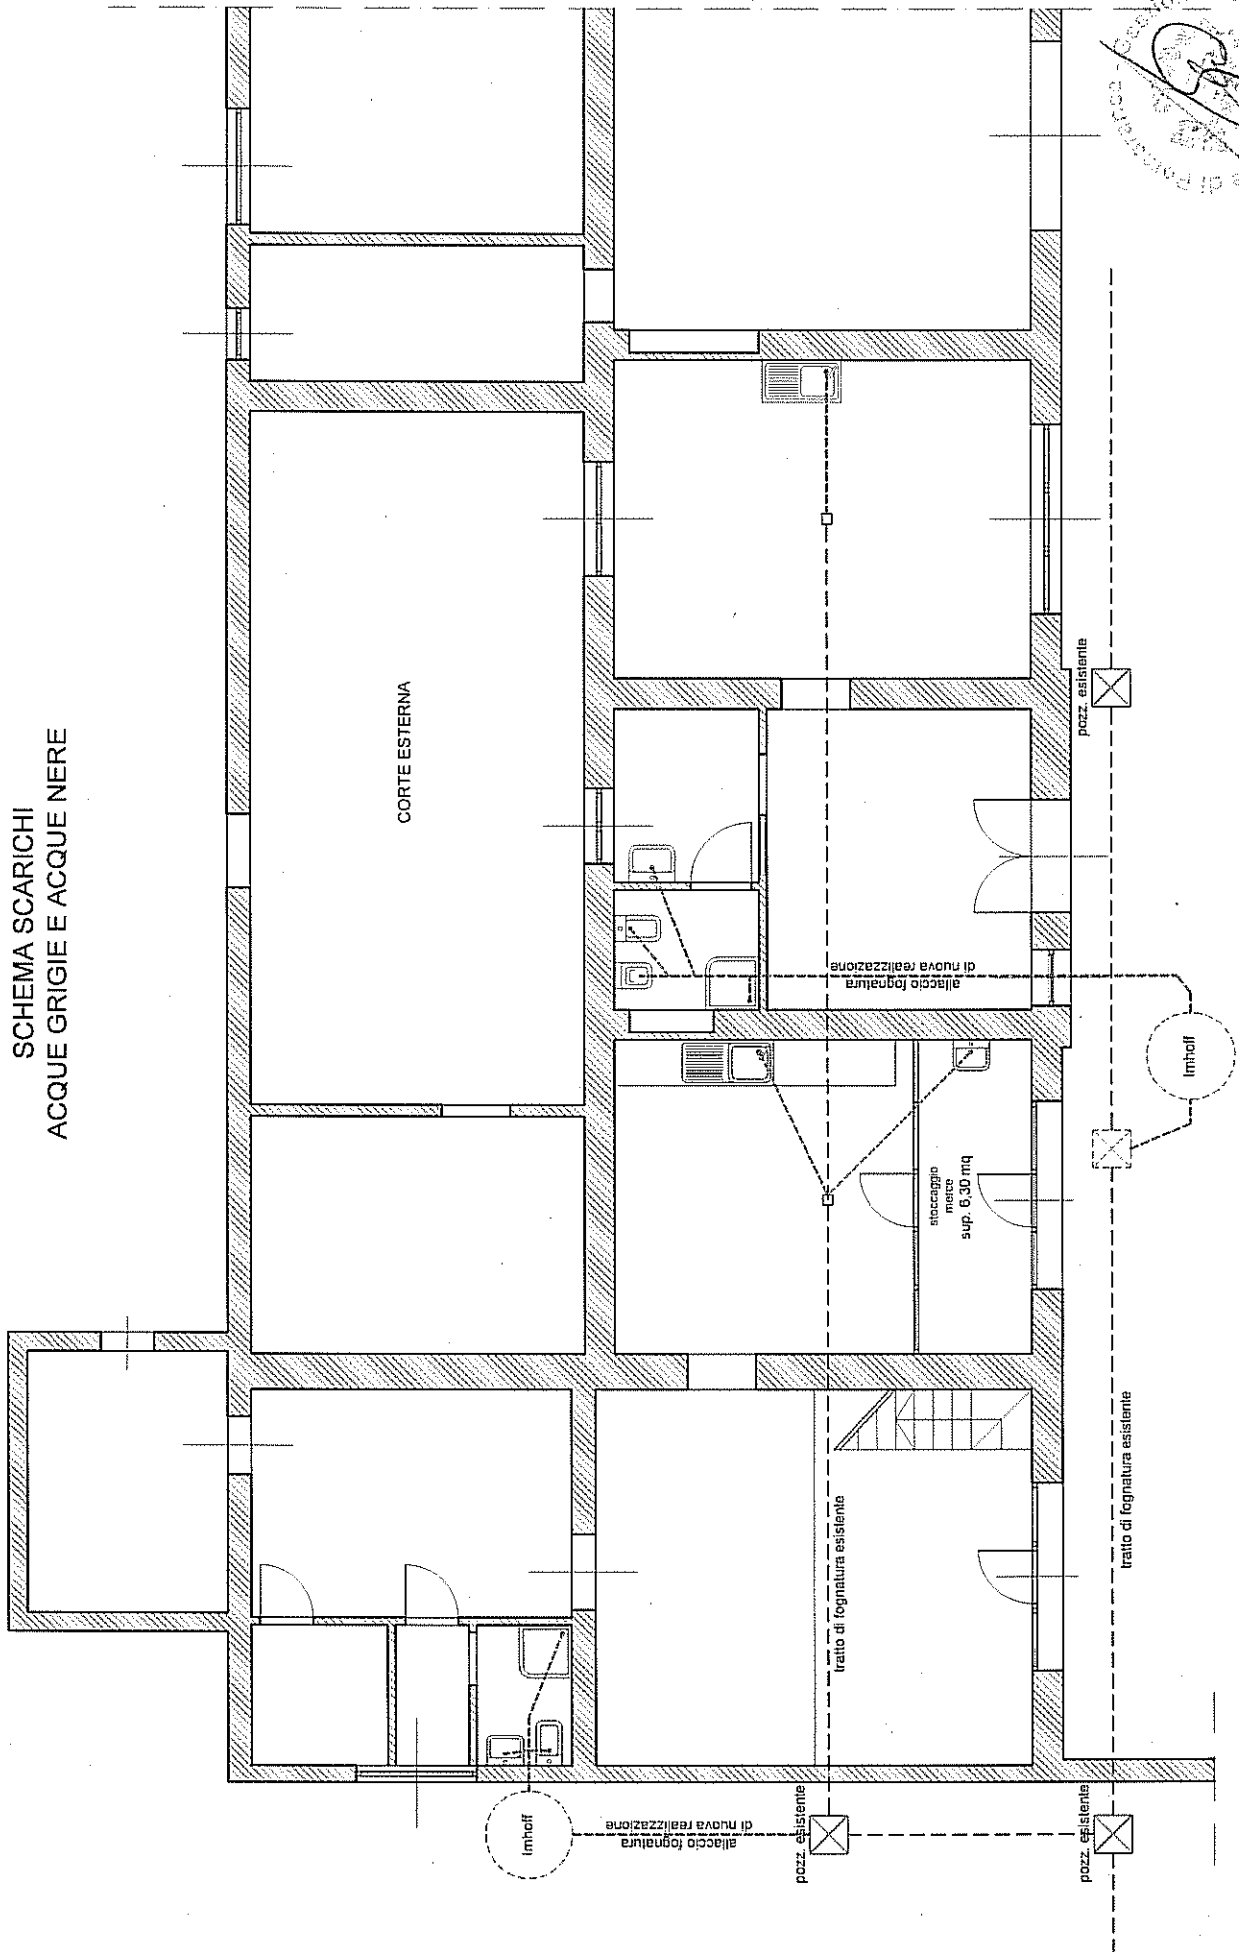 SCHEMA SCARICHI
ACQUE GRIGIE E ACQUE NERE
CORTE ESTERNA
pozz. esistente
allaccio fognatura
di nuova realizzazione
Imhoff
stoccaggio
merce
sup. 6,30 mq
tratto di fognatura esistente
tratto di fognatura esistente
Imhoff
allaccio fognatura
di nuova realizzazione
pozz. esistente
pozz. esistente